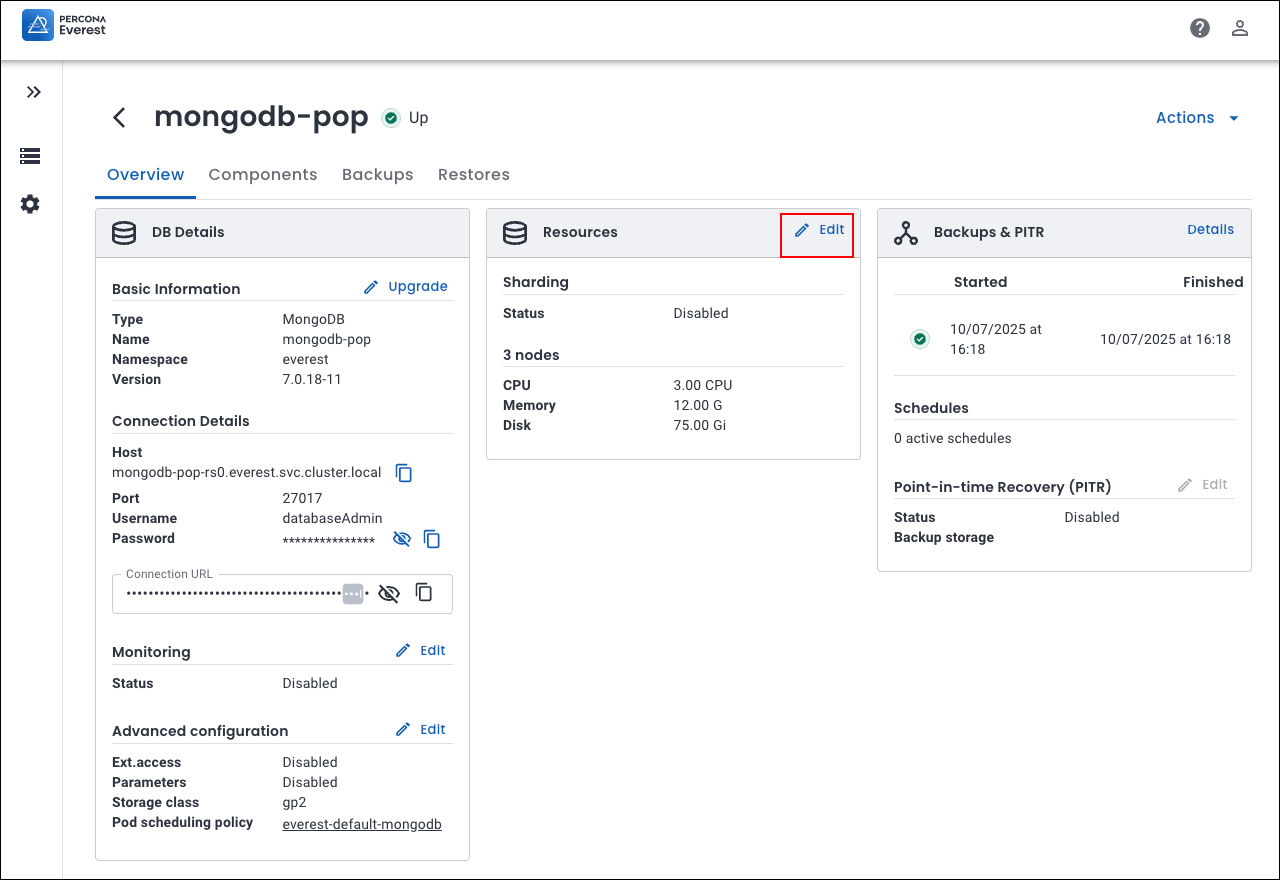 PERCONA
Everest
mongodb-pop
Up
Actions
Overview
Components
Backups
Restores
DB Details
Basic Information
Upgrade
Type MongoDB
Name mongodb-pop
Namespace everest
Version 7.0.18-11
Connection Details
Host
mongodb-pop-rs0.everest.svc.cluster.local
Port 27017
Username databaseAdmin
Password ***************
Connection URL
Monitoring
Edit
Status Disabled
Advanced configuration
Edit
Ext.access Disabled
Parameters Disabled
Storage class gp2
Pod scheduling policy everest-default-mongodb
Resources
Edit
Sharding
Status Disabled
3 nodes
CPU 3.00 CPU
Memory 12.00 G
Disk 75.00 Gi
Backups & PITR
Details
Started Finished
10/07/2025 at
16:18
10/07/2025 at 16:18
Schedules
0 active schedules
Point-in-time Recovery (PITR)
Edit
Status Disabled
Backup storage